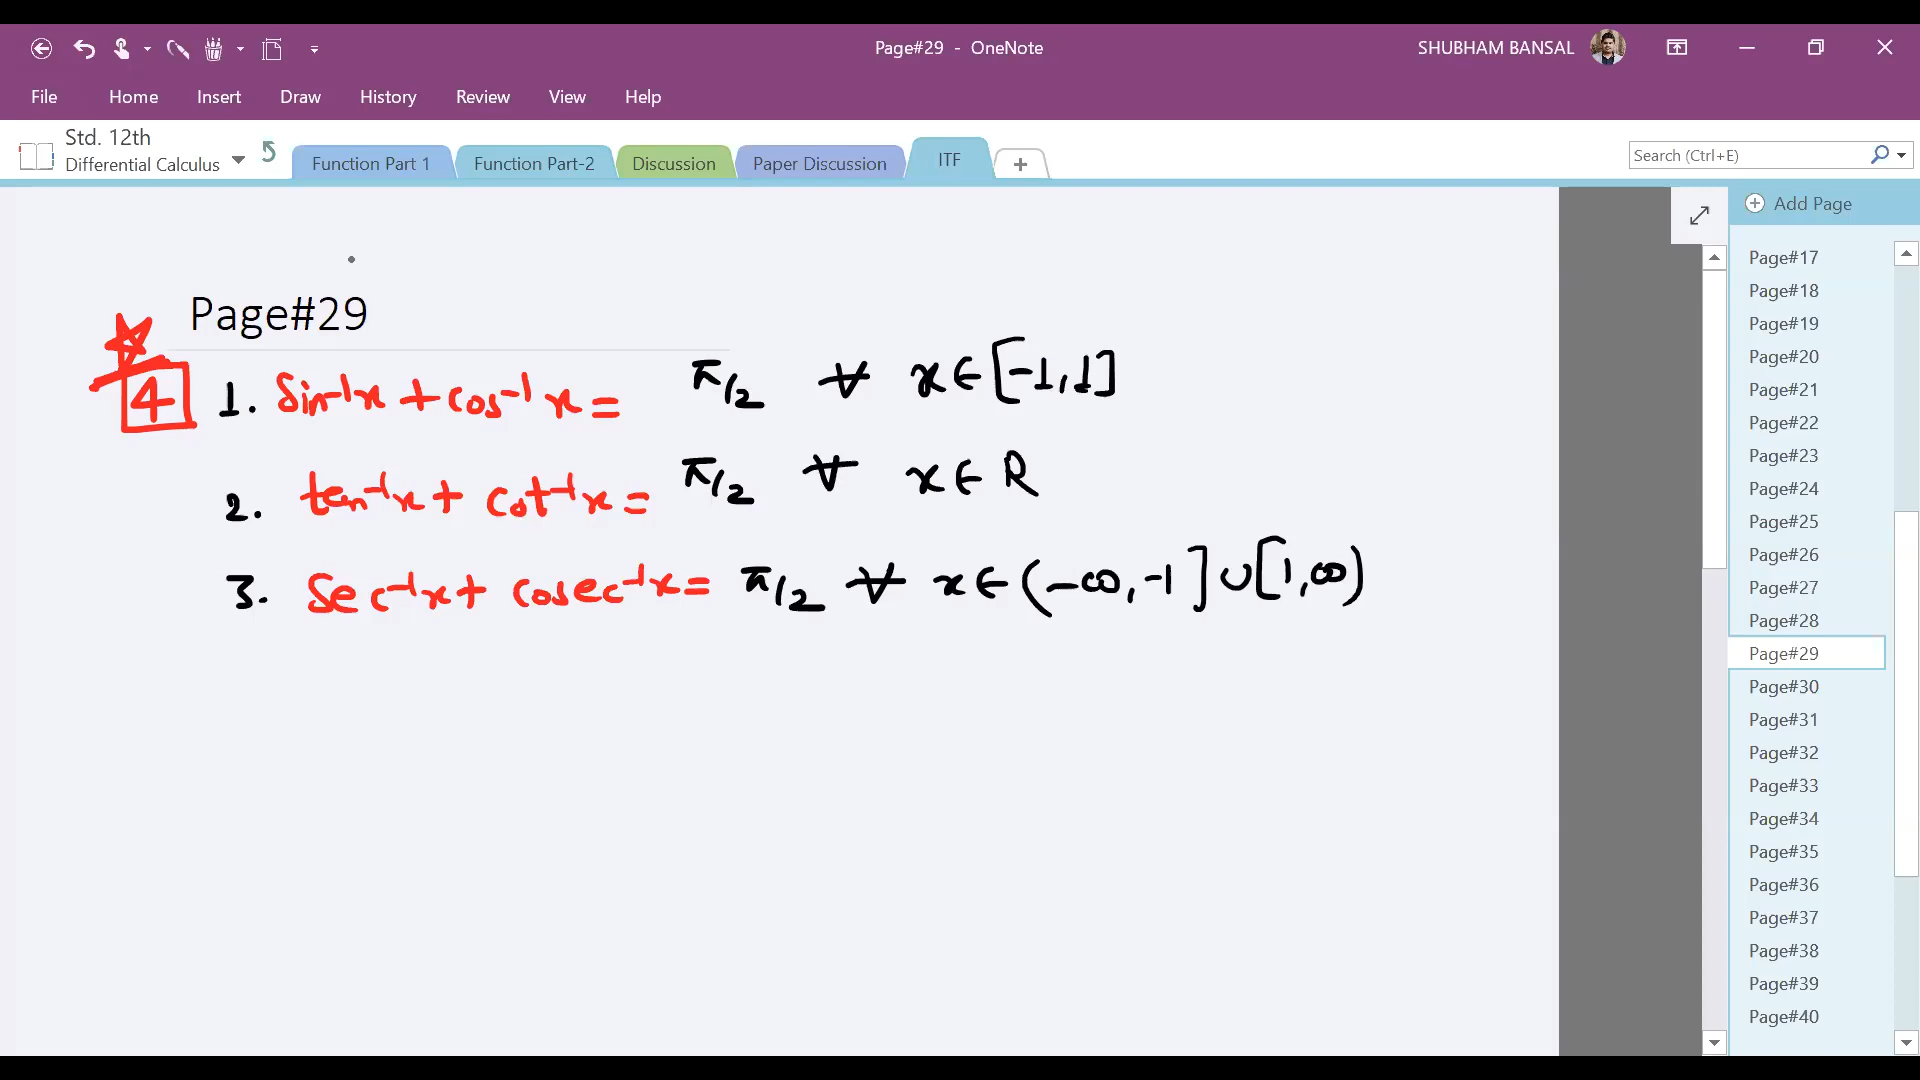 Page#29 - OneNote
SHUBHAM BANSAL
File Home Insert Draw History Review View Help
Std. 12th
Differential Calculus
Function Part 1
Function Part-2
Discussion
Paper Discussion
ITF
+
Search (Ctrl+E)
Page#29
4
1. Sin⁻¹x + cos⁻¹x = π/2 ∀ x ∈ [-1,1]
2. tan⁻¹x + cot⁻¹x = π/2 ∀ x ∈ R
3. Sec⁻¹x + cosec⁻¹x = π/2 ∀ x ∈ (-∞,-1] ∪ [1,∞)
Add Page
Page#17
Page#18
Page#19
Page#20
Page#21
Page#22
Page#23
Page#24
Page#25
Page#26
Page#27
Page#28
Page#29
Page#30
Page#31
Page#32
Page#33
Page#34
Page#35
Page#36
Page#37
Page#38
Page#39
Page#40